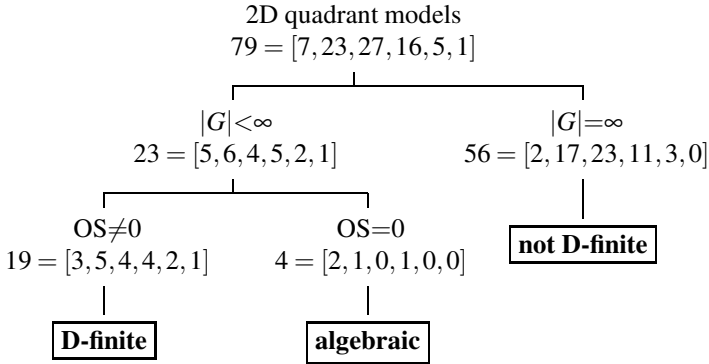 2D quadrant models
79 = [7,23,27,16,5,1]
|G|<∞
23 = [5,6,4,5,2,1]
|G|=∞
56 = [2,17,23,11,3,0]
OS≠0
19 = [3,5,4,4,2,1]
OS=0
4 = [2,1,0,1,0,0]
not D-finite
D-finite
algebraic